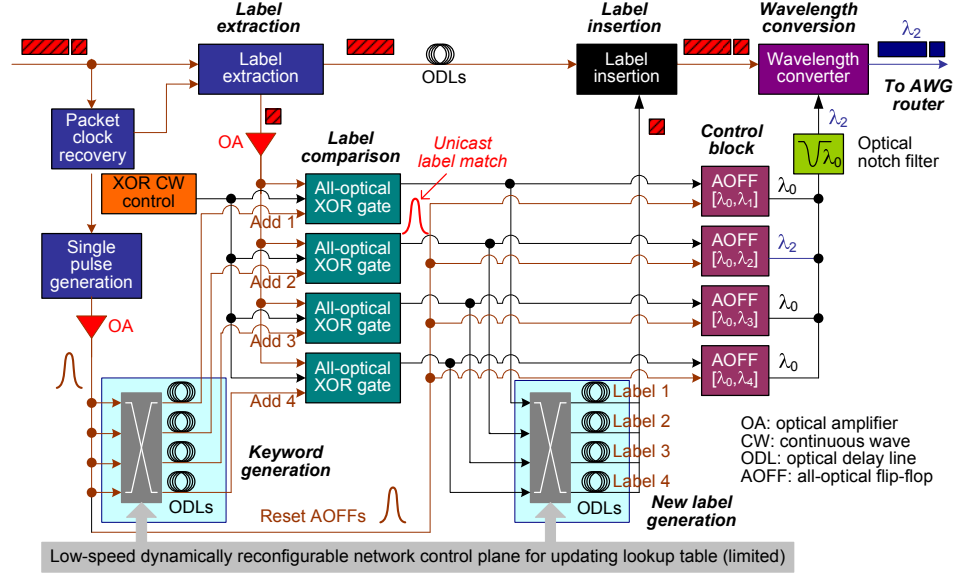 Label
extraction
Label
insertion
Wavelength
conversion
λ2
Label
extraction
ODLs
Label
insertion
Wavelength
converter
To AWG
router
Packet
clock
recovery
OA
Label
comparison
Unicast
label match
Control
block
λ2
λ0
Optical
notch filter
XOR CW
control
All-optical
XOR gate
AOFF
[λ0,λ1]
λ0
Add 1
Single
pulse
generation
All-optical
XOR gate
AOFF
[λ0,λ2]
λ2
Add 2
All-optical
XOR gate
AOFF
[λ0,λ3]
λ0
OA
Add 3
All-optical
XOR gate
AOFF
[λ0,λ4]
λ0
Add 4
Label 1
Label 2
Label 3
Label 4
Keyword
generation
ODLs
ODLs
OA: optical amplifier
CW: continuous wave
ODL: optical delay line
AOFF: all-optical flip-flop
Reset AOFFs
New label
generation
Low-speed dynamically reconfigurable network control plane for updating lookup table (limited)